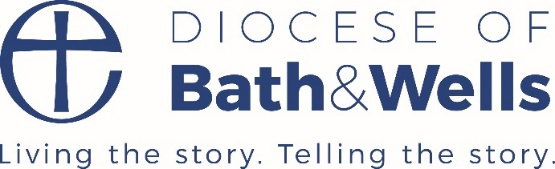 DIOCESE OF
Bath&Wells
Living the story. Telling the story.